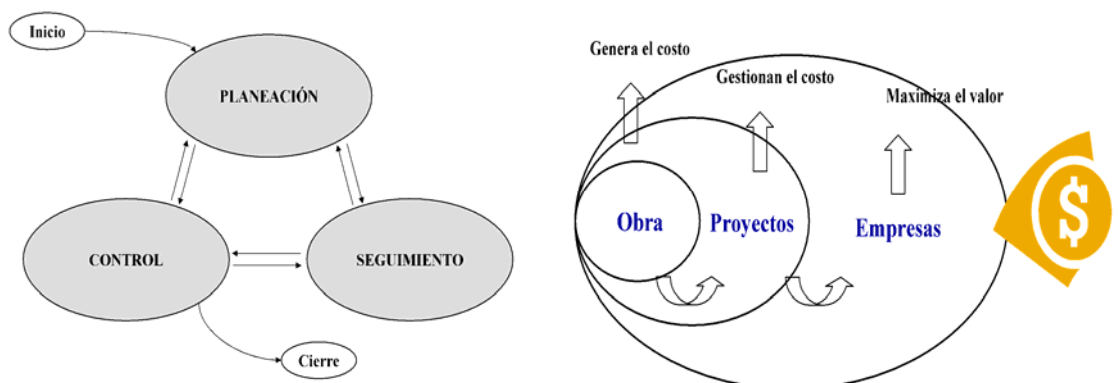 Inicio
PLANEACIÓN
CONTROL
SEGUIMIENTO
Cierre
Genera el costo
Gestionan el costo
Maximiza el valor
Obra
Proyectos
Empresas
$